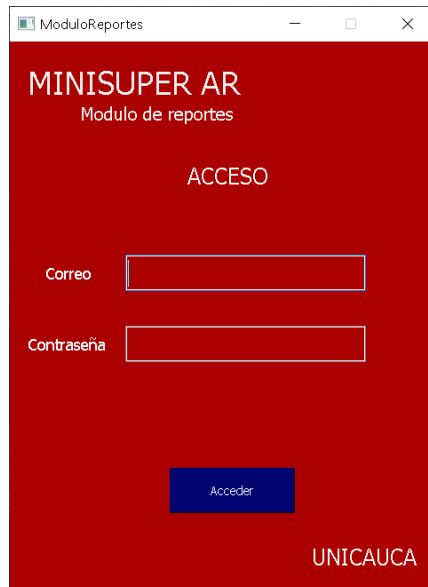 ModuloReportes
MINISUPER AR
Modulo de reportes
ACCESO
Correo
Contraseña
Acceder
UNICAUCA